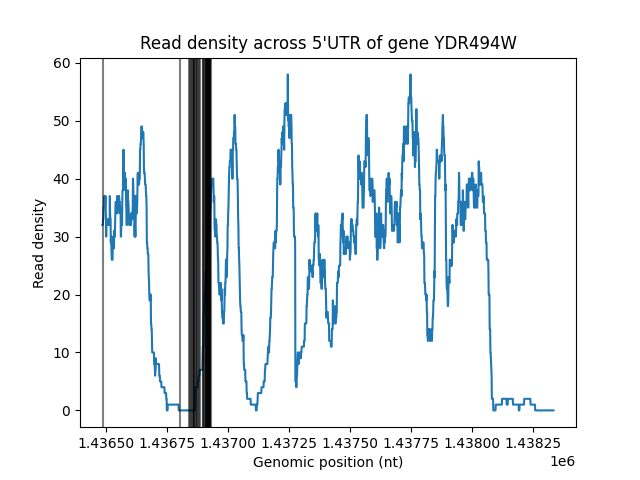 Read density across 5'UTR of gene YDR494W
60
50
40
30
20
10
0
Read density
1.43650 1.43675 1.43700 1.43725 1.43750 1.43775 1.43800 1.43825
1e6
Genomic position (nt)